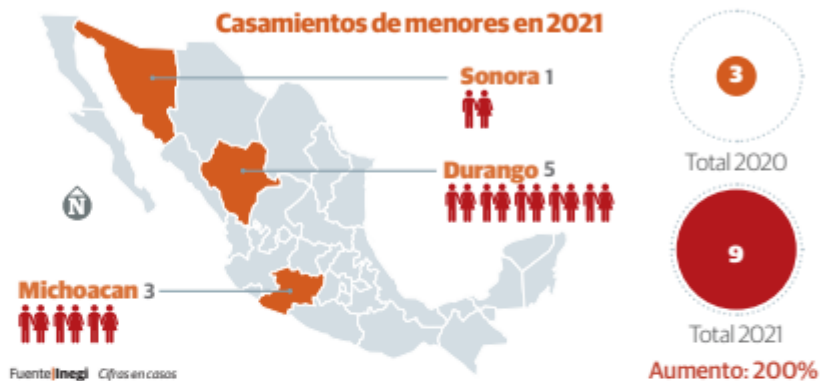 Casamientos de menores en 2021
Sonora 1
Durango 5
Michoacan 3
N
3
Total 2020
9
Total 2021
Aumento: 200%
Fuente|Inegi Cifras en casos